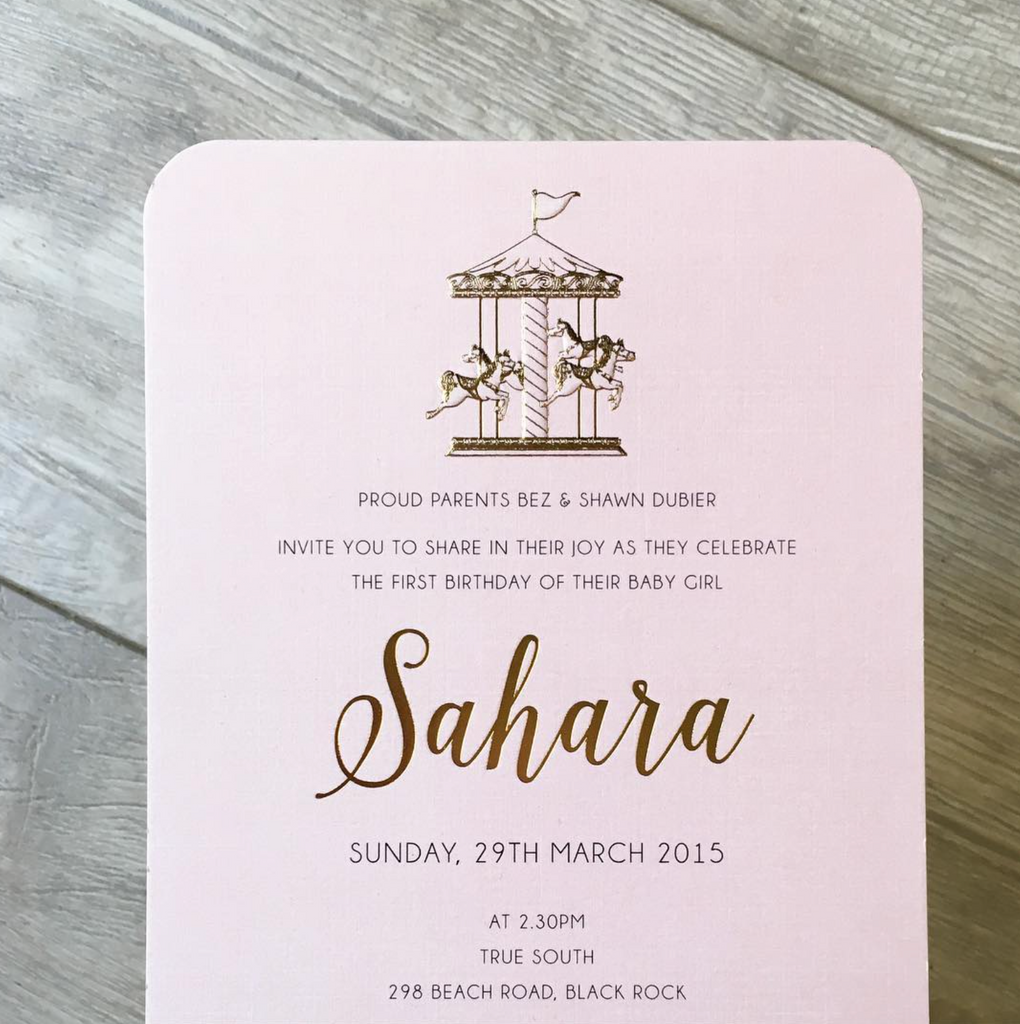 PROUD PARENTS BEZ & SHAWN DUBIER
INVITE YOU TO SHARE IN THEIR JOY AS THEY CELEBRATE
THE FIRST BIRTHDAY OF THEIR BABY GIRL
Sahara
SUNDAY, 29TH MARCH 2015
AT 2.30PM
TRUE SOUTH
298 BEACH ROAD, BLACK ROCK